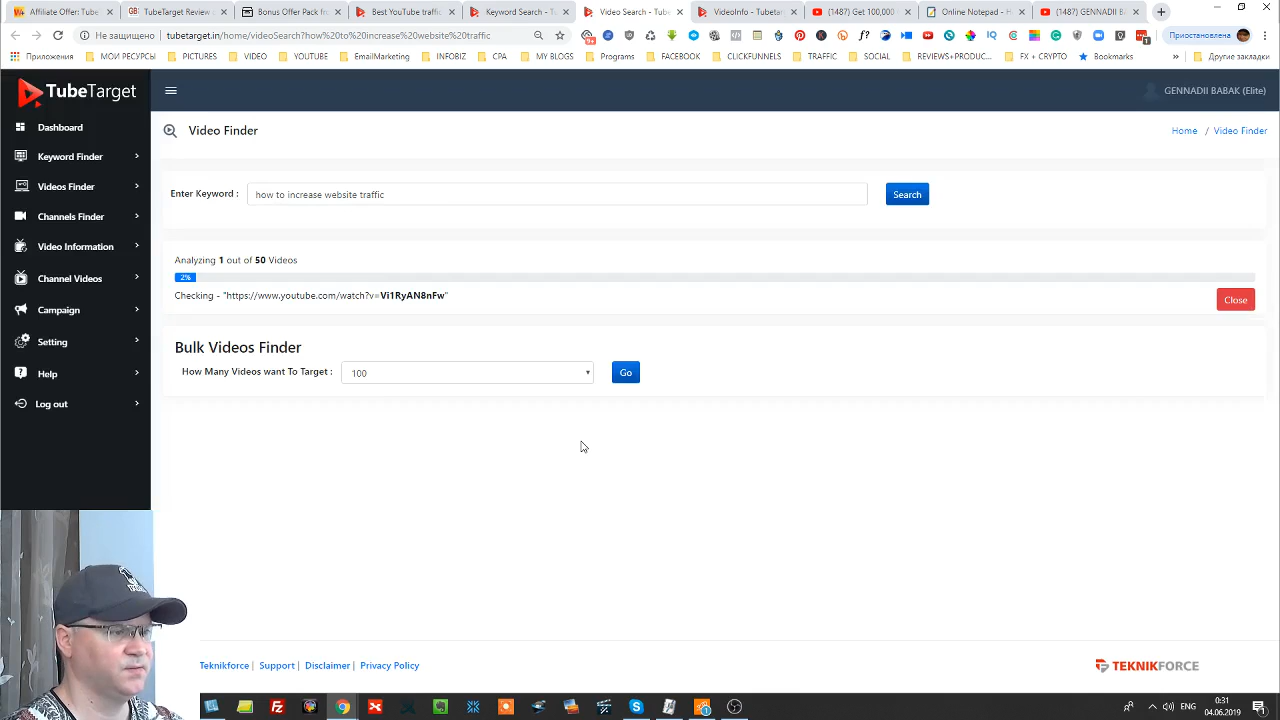 Affiliate Offer Tube
TubeTarget Review
Bonus Offer Pack fr
Best YouTube traffic
Keyword Search - T
Video Search - Tube
VideoInfo - Tube
(1487) Get 100,000
Online Notepad - Fr
(1487) GENNADII B
Не защищено
tubetarget.in/home/videoSearch?how%20to%20increase%20website%20traffic
Приостановлена
Приложения
МОИ РЕСУРСЫ
PICTURES
VIDEO
YOUTUBE
EmailMarketing
INFOBIZ
CPA
MY BLOGS
Programs
FACEBOOK
CLICKFUNNELS
TRAFFIC
SOCIAL
REVIEWS+PRODUC...
FX + CRYPTO
Bookmarks
»
Другие закладки
TubeTarget
GENNADII BABAK (Elite)
Dashboard
Keyword Finder
Videos Finder
Channels Finder
Video Information
Channel Videos
Campaign
Setting
Help
Log out
Video Finder
Home / Video Finder
Enter Keyword :
how to increase website traffic
Search
Analyzing 1 out of 50 Videos
2%
Checking - "https://www.youtube.com/watch?v=Vi1RyAN8nFw"
Close
Bulk Videos Finder
How Many Videos want To Target :
100
Go
Teknikforce | Support | Disclaimer | Privacy Policy
TEKNIKFORCE
ENG
0:31
04.06.2019